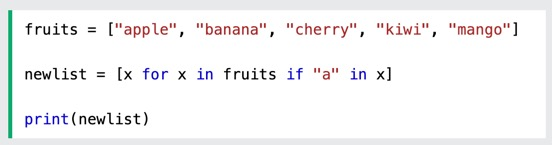 fruits = ["apple", "banana", "cherry", "kiwi", "mango"]
newlist = [x for x in fruits if "a" in x]
print(newlist)